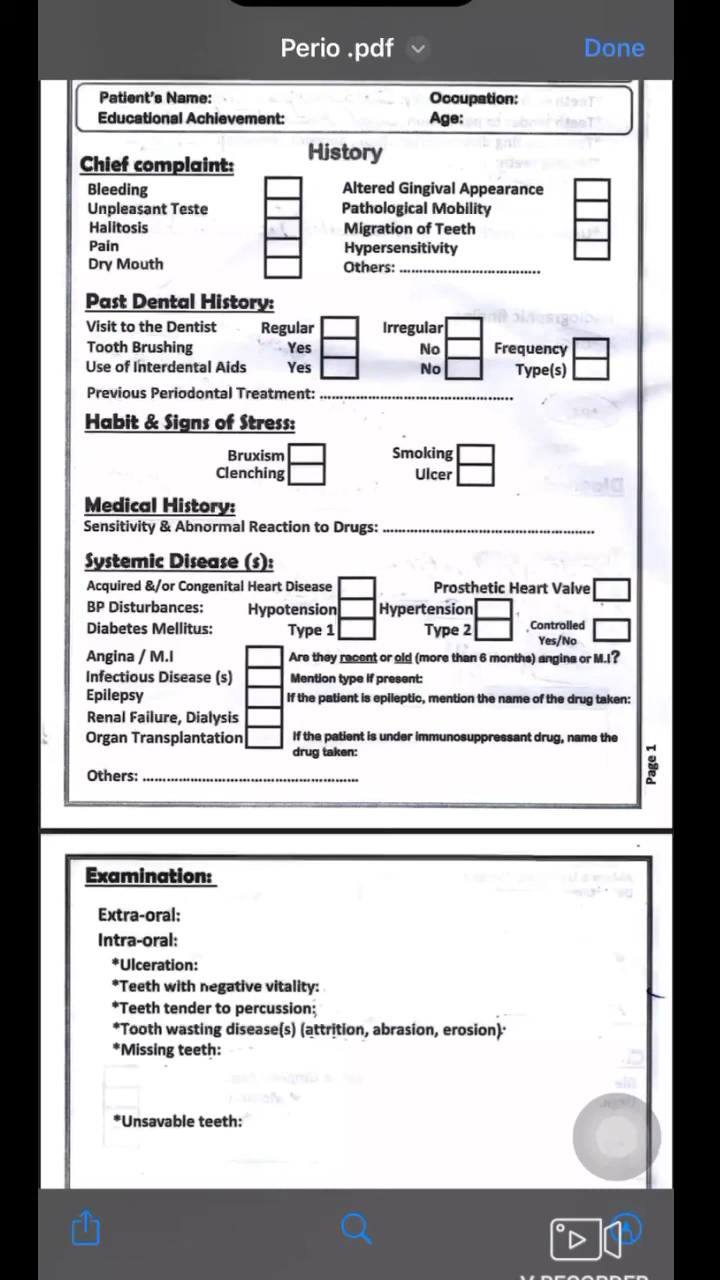 Perio .pdf
Done
Patient's Name: Occupation:
Educational Achievement: Age:
History
Chief complaint:
Bleeding Altered Gingival Appearance
Unpleasant Teste Pathological Mobility
Halitosis Migration of Teeth
Pain Hypersensitivity
Dry Mouth Others: ......................................
Past Dental History:
Visit to the Dentist Regular Irregular
Tooth Brushing Yes No Frequency
Use of Interdental Aids Yes No Type(s)
Previous Periodontal Treatment: ....................................................
Habit & Signs of Stress:
Bruxism Smoking
Clenching Ulcer
Medical History:
Sensitivity & Abnormal Reaction to Drugs: .........................................................
Systemic Disease (s):
Acquired &/or Congenital Heart Disease Prosthetic Heart Valve
BP Disturbances: Hypotension Hypertension
Diabetes Mellitus: Type 1 Type 2 Controlled
Yes/No
Angina / M.I Are they recent or old (more than 6 months) angina or M.I?
Infectious Disease (s) Mention type if present:
Epilepsy If the patient is epileptic, mention the name of the drug taken:
Renal Failure, Dialysis
Organ Transplantation If the patient is under immunosuppressant drug, name the
drug taken:
Others: ..........................................................
Page 1
Examination:
Extra-oral:
Intra-oral:
*Ulceration:
*Teeth with negative vitality:
*Teeth tender to percussion:
*Tooth wasting disease(s) (attrition, abrasion, erosion):
*Missing teeth:
*Unsavable teeth: